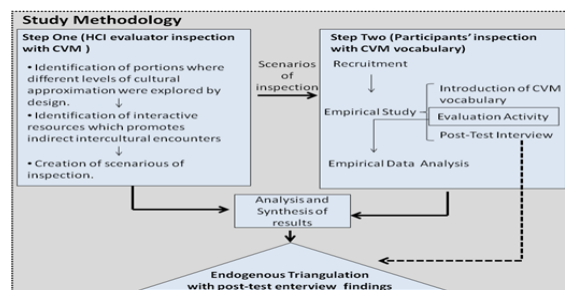 Study Methodology
Step One (HCI evaluator inspection
with CVM )
• Identification of portions where
different levels of cultural
approximation were explored by
design.
• Identification of interactive
resources which promotes
indirect intercultural encounters
• Creation of scenarious of
inspection.
Scenarios
of
inspection
Step Two (Participants' inspection
with CVM vocabulary)
Recruitment
Empirical Study
Introduction of CVM
vocabulary
Evaluation Activity
Post-Test Interview
Empirical Data Analysis
Analysis and
Synthesis of
results
Endogenous Triangulation
with post-test enterview findings